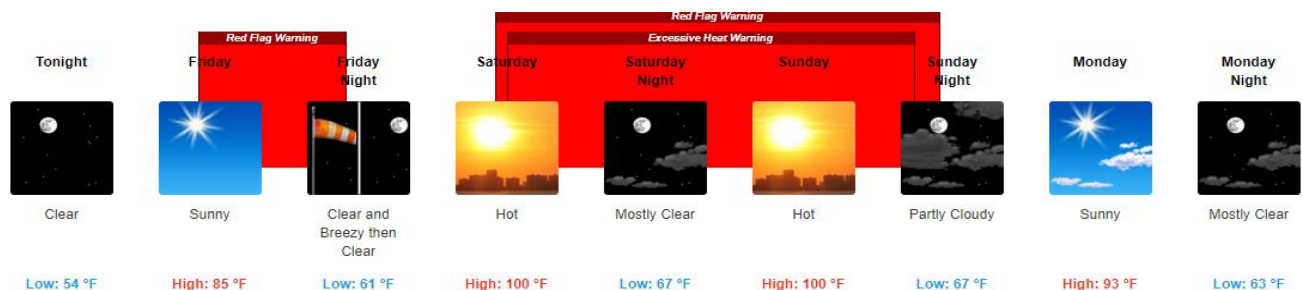 Red Flag Warning
Red Flag Warning
Excessive Heat Warning
Tonight
Friday
Friday
Night
Saturday
Saturday
Night
Sunday
Sunday
Night
Monday
Monday
Night
Clear
Sunny
Clear and
Breezy then
Clear
Hot
Mostly Clear
Hot
Partly Cloudy
Sunny
Mostly Clear
Low: 54 °F
High: 85 °F
Low: 61 °F
High: 100 °F
Low: 67 °F
High: 100 °F
Low: 67 °F
High: 93 °F
Low: 63 °F